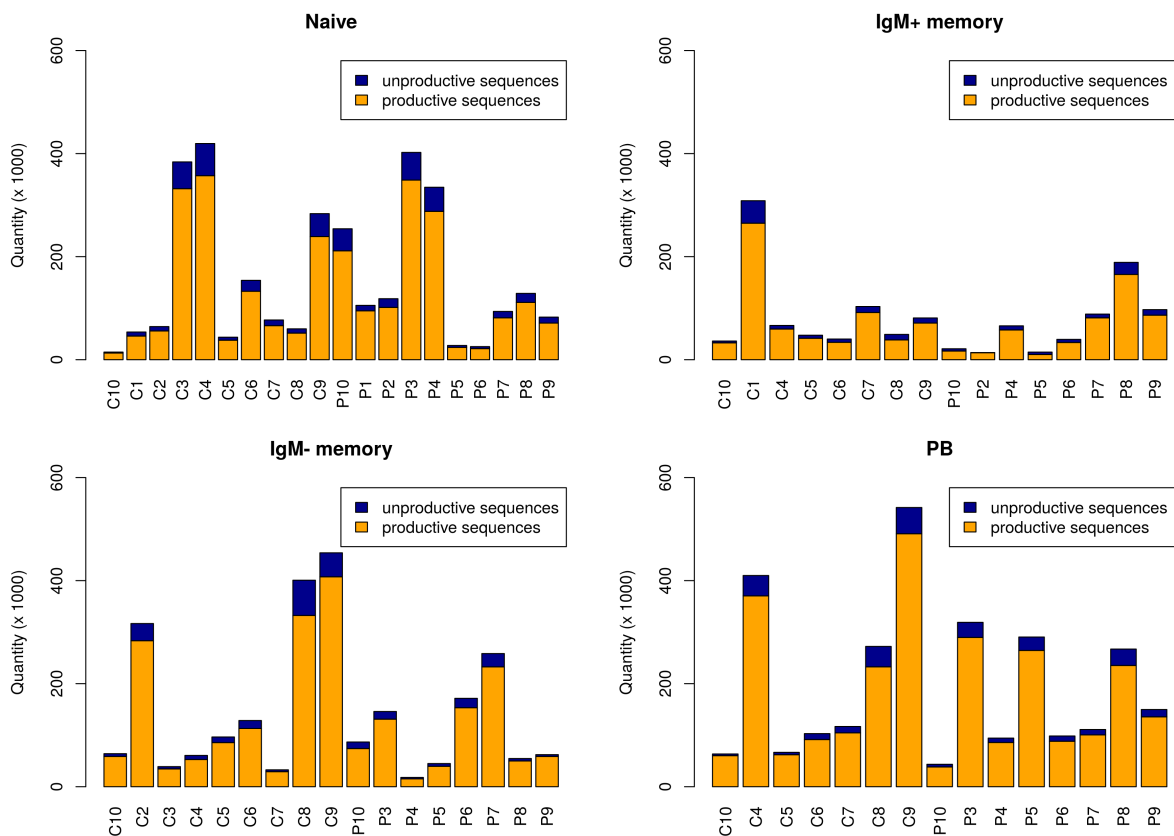 Naive
600
400
200
0
Quantity (x 1000)
unproductive sequences
productive sequences
C10 C1 C2 C3 C4 C5 C6 C7 C8 C9 P10 P1 P2 P3 P4 P5 P6 P7 P8 P9
IgM+ memory
600
400
200
0
Quantity (x 1000)
unproductive sequences
productive sequences
C10 C1 C4 C5 C6 C7 C8 C9 P10 P2 P4 P5 P6 P7 P8 P9
IgM- memory
600
400
200
0
Quantity (x 1000)
unproductive sequences
productive sequences
C10 C2 C3 C4 C5 C6 C7 C8 C9 P10 P3 P4 P5 P6 P7 P8 P9
PB
600
400
200
0
Quantity (x 1000)
unproductive sequences
productive sequences
C10 C4 C5 C6 C7 C8 C9 P10 P3 P4 P5 P6 P7 P8 P9